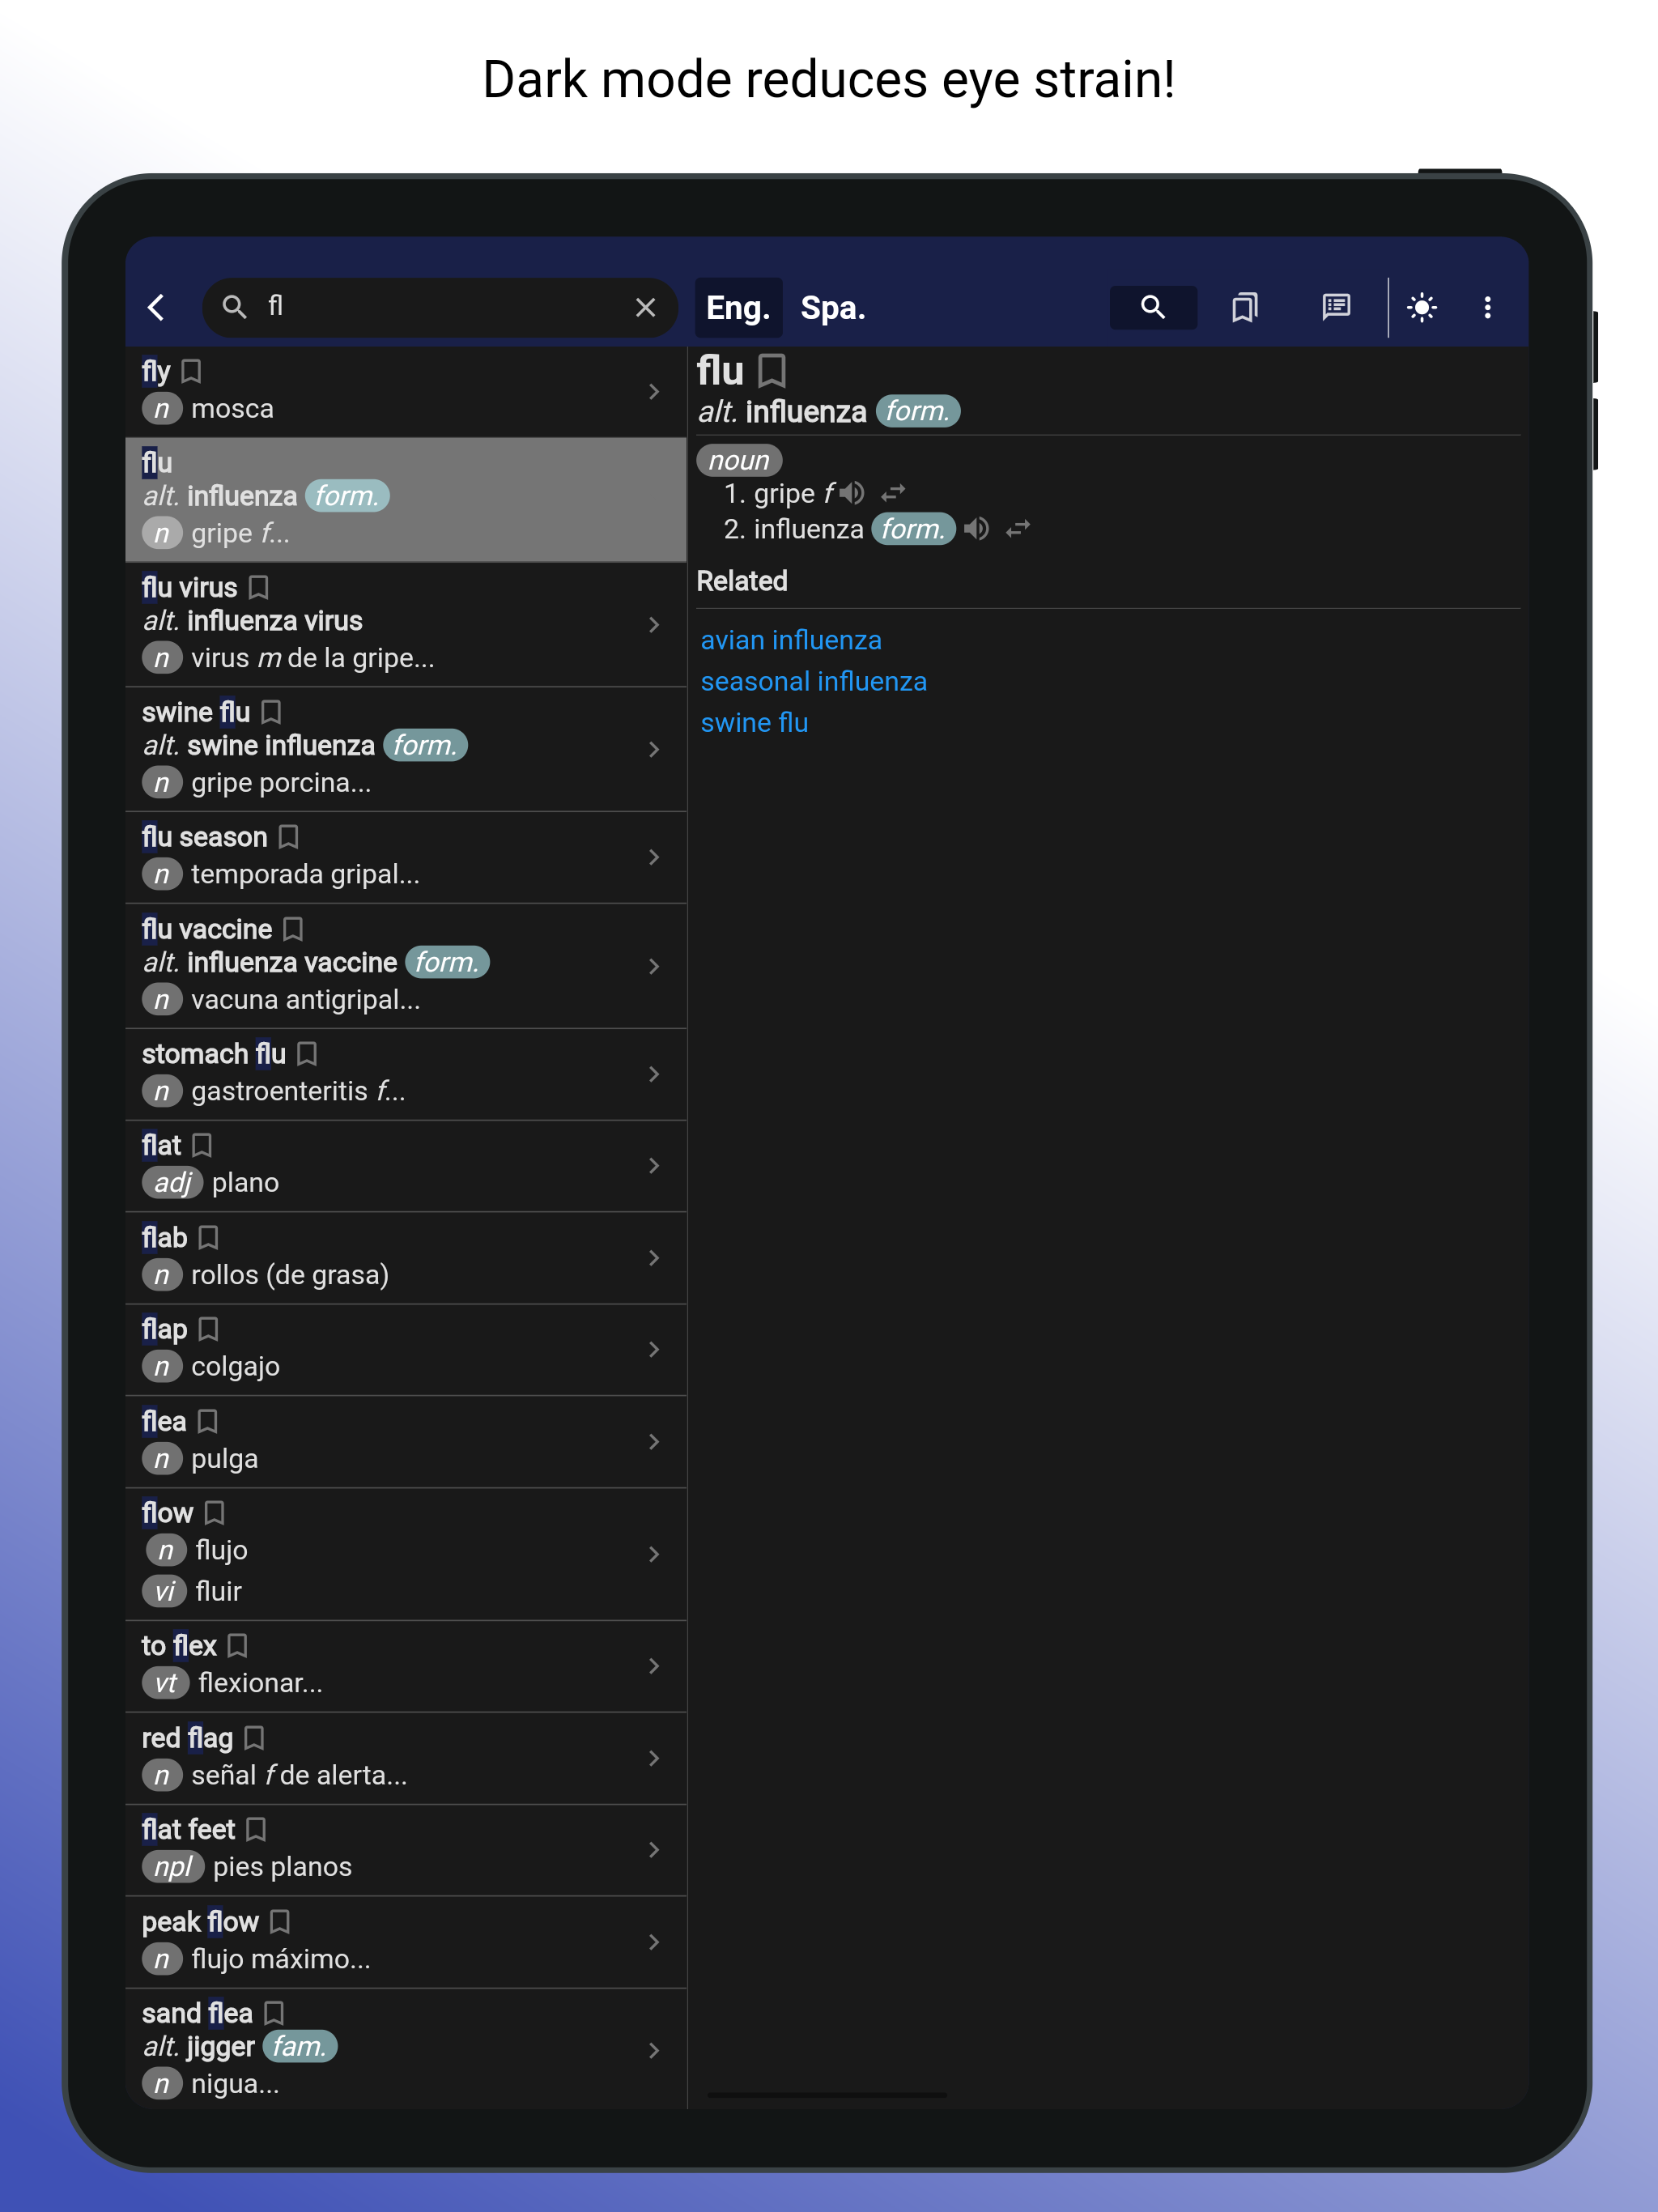 Dark mode reduces eye strain!
fl
Eng. Spa.
fly
n mosca
flu
alt. influenza form.
n gripe f...
flu virus
alt. influenza virus
n virus m de la gripe...
swine flu
alt. swine influenza form.
n gripe porcina...
flu season
n temporada gripal...
flu vaccine
alt. influenza vaccine form.
n vacuna antigripal...
stomach flu
n gastroenteritis f...
flat
adj plano
flab
n rollos (de grasa)
flap
n colgajo
flea
n pulga
flow
n flujo
vi fluir
to flex
vt flexionar...
red flag
n señal f de alerta...
flat feet
npl pies planos
peak flow
n flujo máximo...
sand flea
alt. jigger fam.
n nigua...
flu
alt. influenza form.
noun
1. gripe f
2. influenza form.
Related
avian influenza
seasonal influenza
swine flu